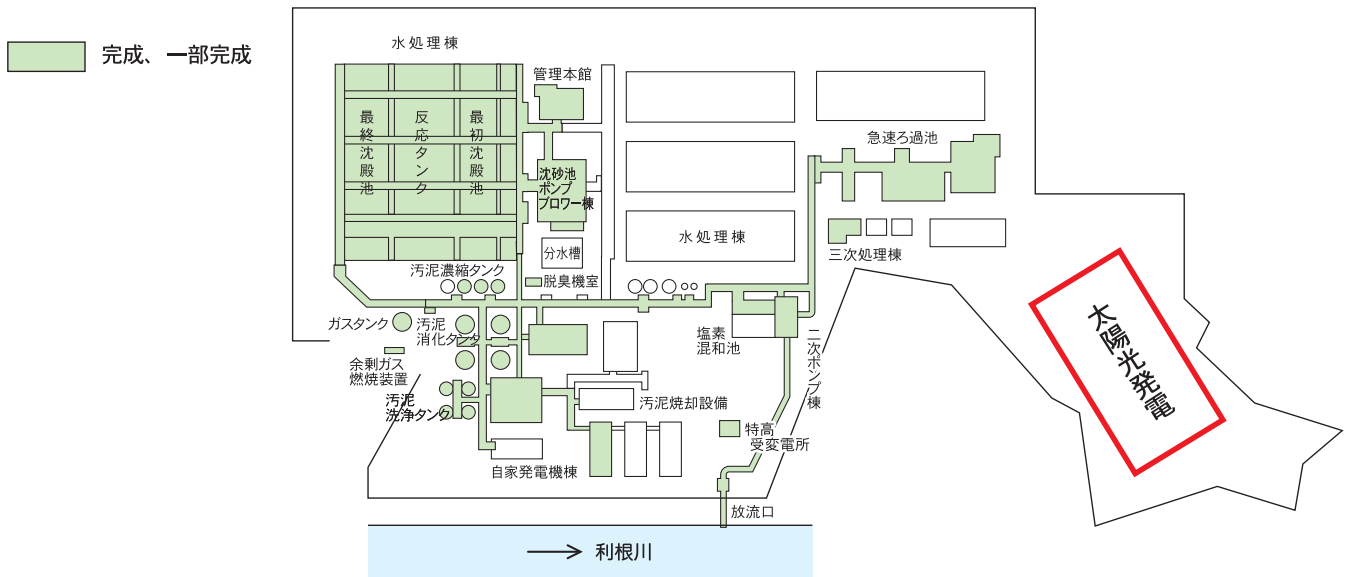 完成、一部完成
水処理棟
管理本館
最終沈殿池
反応タンク
最初沈殿池
沈砂池
ポンプ
ブロワー棟
急速ろ過池
水処理棟
三次処理棟
分水槽
汚泥濃縮タンク
脱臭機室
ガスタンク
汚泥
消化タンク
塩素
混和池
二次ポンプ棟
余剰ガス
燃焼装置
汚泥
洗浄タンク
汚泥焼却設備
特高
受変電所
自家発電機棟
放流口
利根川
太陽光発電